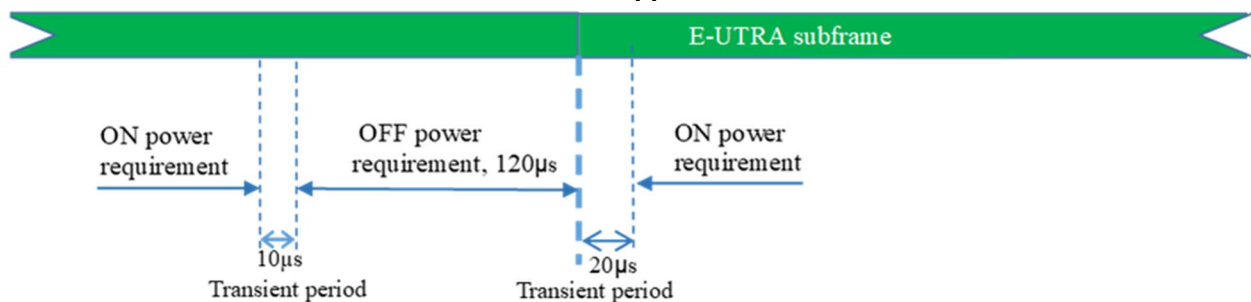 E-UTRA subframe
ON power
requirement
OFF power
requirement, 120μs
ON power
requirement
10μs
Transient period
20μs
Transient period